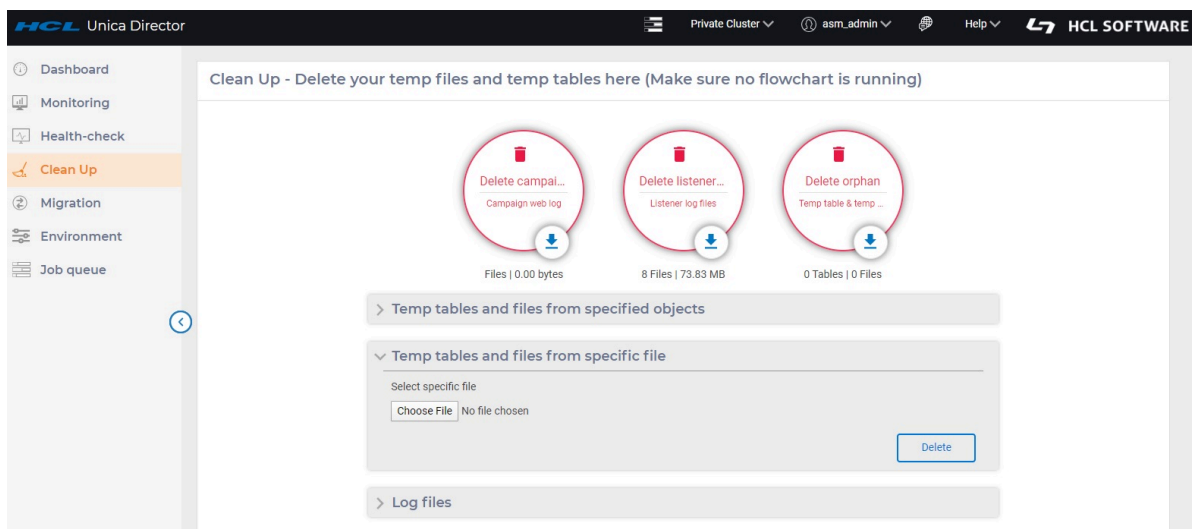 HCL Unica Director
Private Cluster
asm_admin
Help
HCL SOFTWARE
Dashboard
Monitoring
Health-check
Clean Up
Migration
Environment
Job queue
Clean Up - Delete your temp files and temp tables here (Make sure no flowchart is running)
Delete campai...
Campaign web log
Files | 0.00 bytes
Delete listener...
Listener log files
8 Files | 73.83 MB
Delete orphan
Temp table & temp ...
0 Tables | 0 Files
Temp tables and files from specified objects
Temp tables and files from specific file
Select specific file
Choose File No file chosen
Delete
Log files